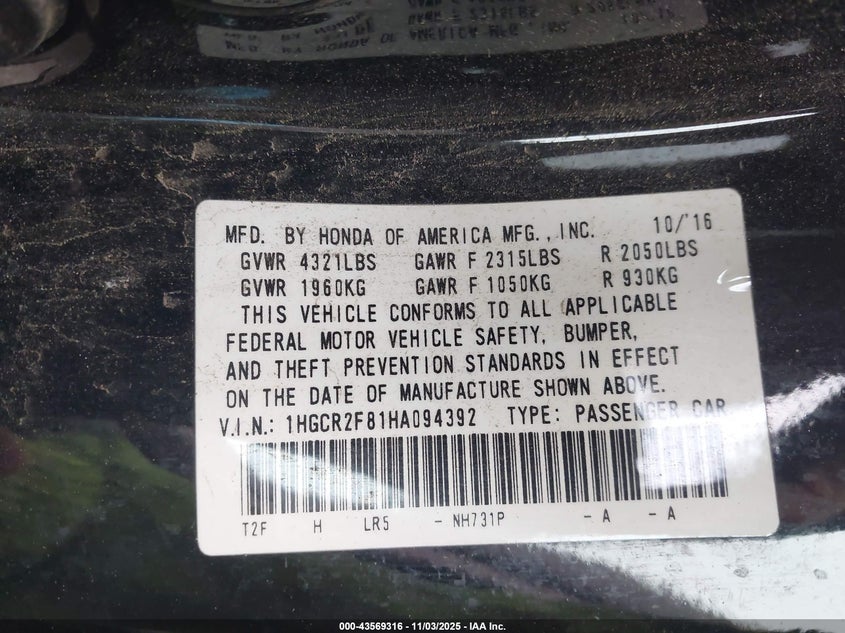 MFD. BY HONDA OF AMERICA MFG., INC. 10/'16
GVWR 4321LBS GAWR F 2315LBS R 2050LBS
GVWR 1960KG GAWR F 1050KG R 930KG
THIS VEHICLE CONFORMS TO ALL APPLICABLE
FEDERAL MOTOR VEHICLE SAFETY, BUMPER,
AND THEFT PREVENTION STANDARDS IN EFFECT
ON THE DATE OF MANUFACTURE SHOWN ABOVE.
V.I.N.: 1HGCR2F81HA094392 TYPE: PASSENGER CAR
T2F H LR5 - NH731P - A - A
000-43569316 - 11/03/2025 - IAA Inc.